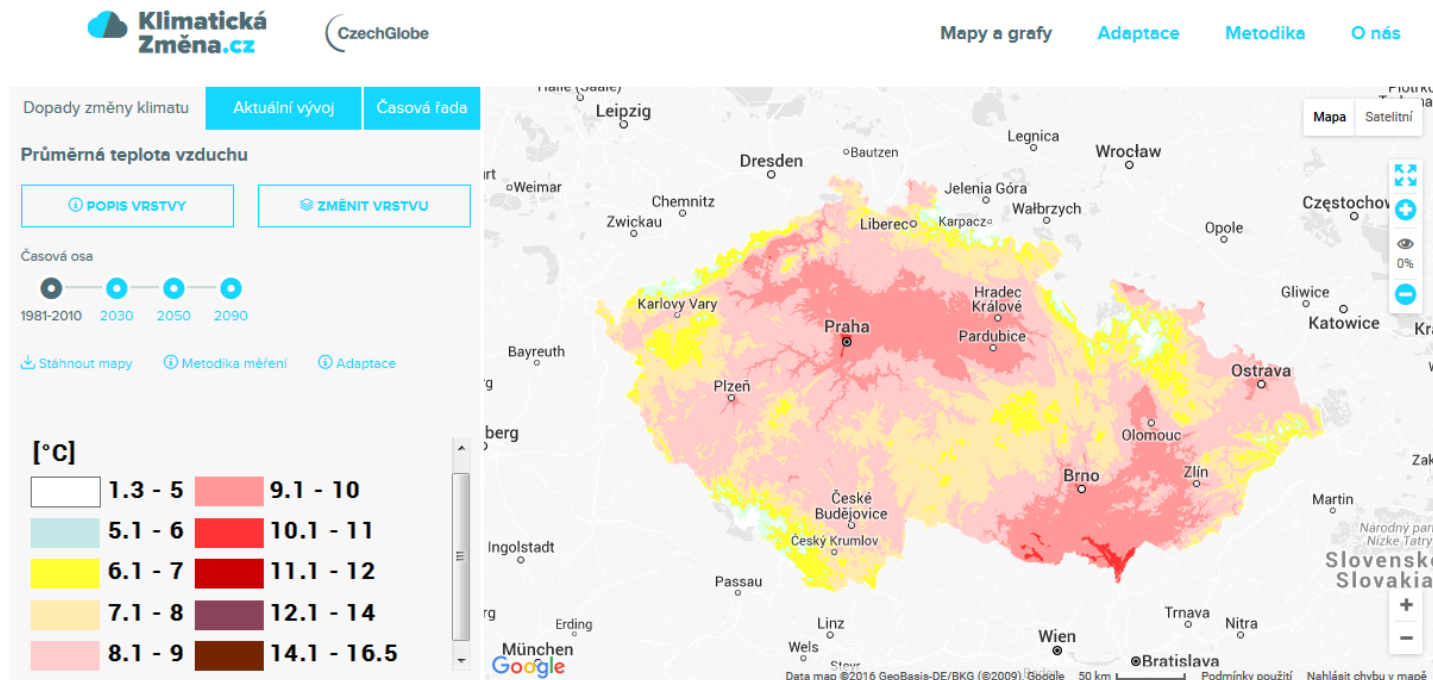 Klimatická
Změna.cz
CzechGlobe
Mapy a grafy
Adaptace
Metodika
O nás
Dopady změny klimatu
Aktuální vývoj
Časová řada
Průměrná teplota vzduchu
POPIS VRSTVY
ZMĚNIT VRSTVU
Časová osa
1981-2010
2030
2050
2090
Stáhnout mapy
Metodika měření
Adaptace
[°C]
1.3 - 5
9.1 - 10
5.1 - 6
10.1 - 11
6.1 - 7
11.1 - 12
7.1 - 8
12.1 - 14
8.1 - 9
14.1 - 16.5
Mapa
Satelitní
0%
Halle (Saale)
Leipzig
Legnica
Wrocław
Bautzen
Dresden
Weimar
Jelenia Góra
Chemnitz
Karpacz
Wałbrzych
Zwickau
Liberec
Opole
Gliwice
Katowice
Karlovy Vary
Hradec
Králové
Praha
Pardubice
Bayreuth
Plzeň
Ostrava
berg
Olomouc
Brno
Zlín
České
Budějovice
Martin
Český Krumlov
Ingolstadt
Nízke Tatry
Slovensko
Slovakia
Passau
Erding
Linz
Trnava
Nitra
Wels
Wien
München
Steyr
Bratislava
Google
Data map ©2016 GeoBasis-DE/BKG (©2009), Google
50 km
Podmínky použití
Nahlásit chybu v mapě